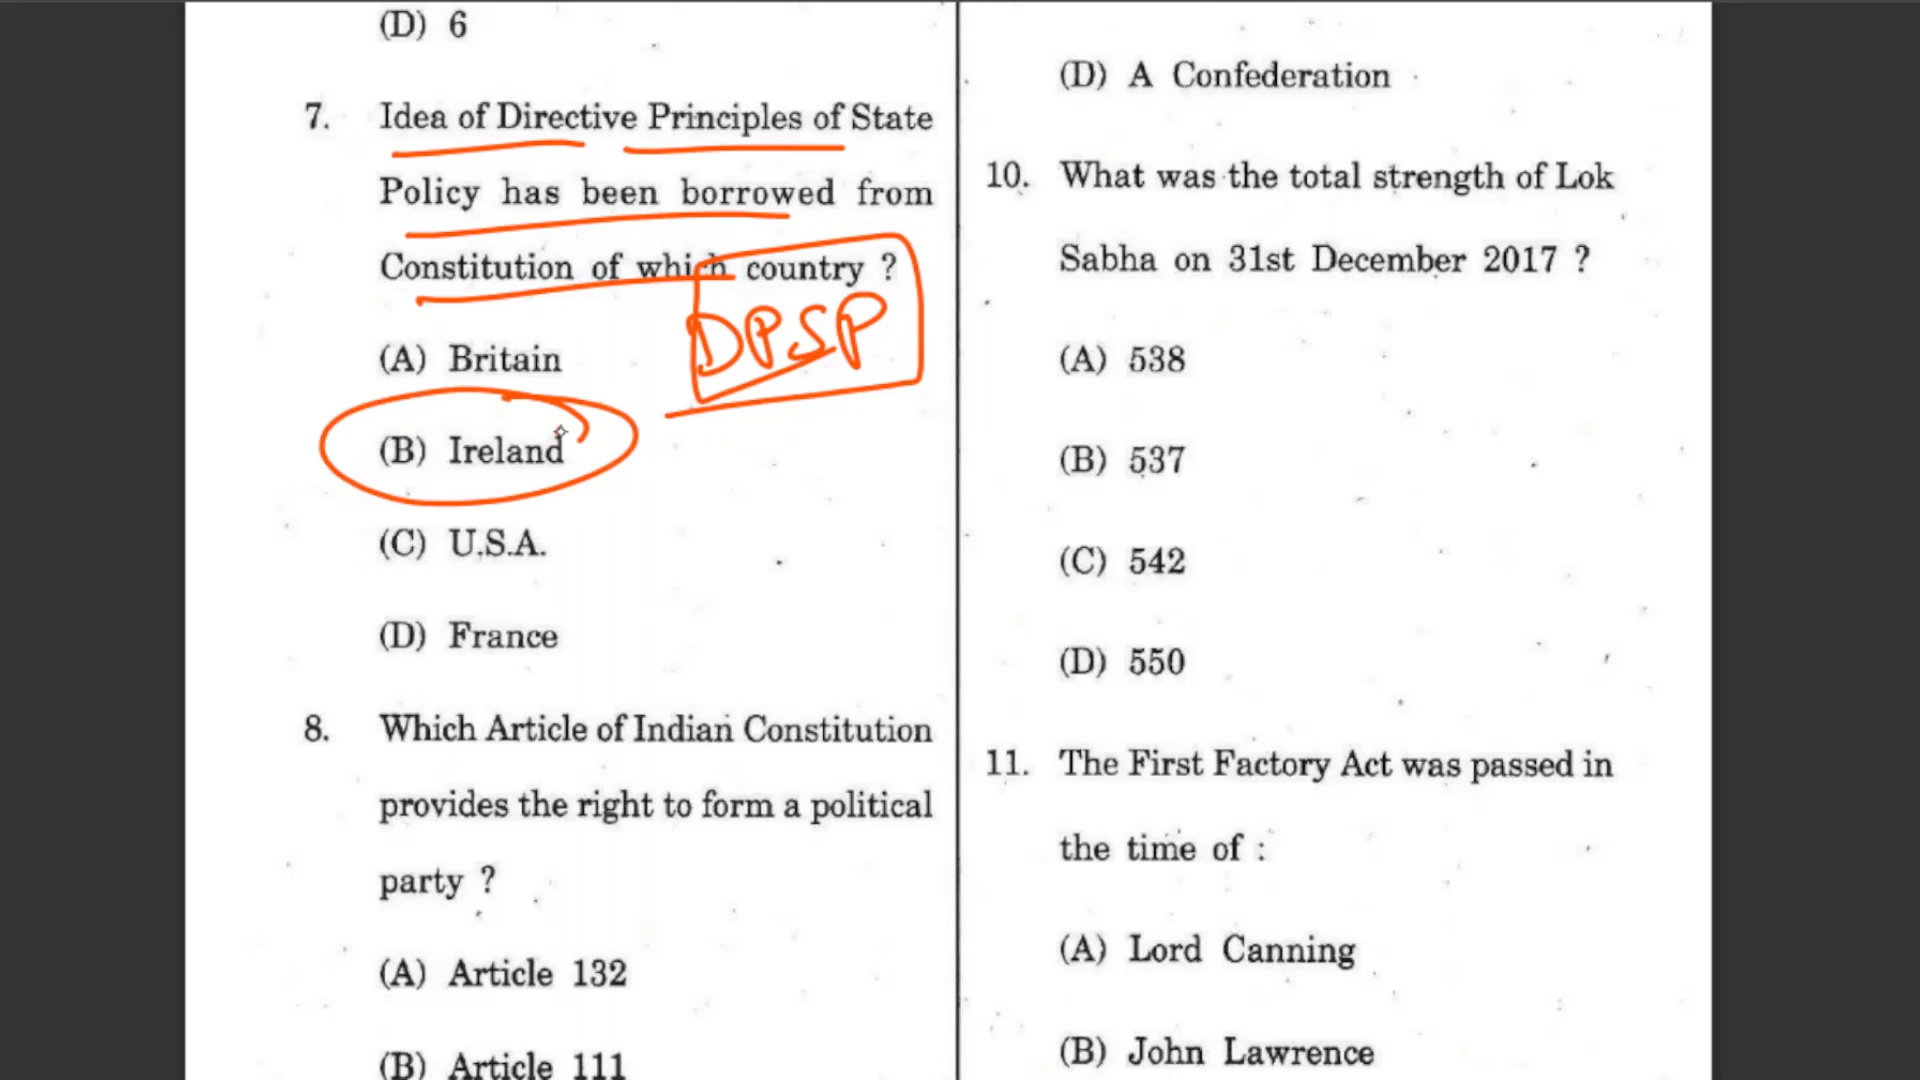 (D) 6
7. Idea of Directive Principles of State
Policy has been borrowed from
Constitution of which country ?
DPSP
(A) Britain
(B) Ireland
(C) U.S.A.
(D) France
8. Which Article of Indian Constitution
provides the right to form a political
party ?
(A) Article 132
(B) Article 111
(D) A Confederation
10. What was the total strength of Lok
Sabha on 31st December 2017 ?
(A) 538
(B) 537
(C) 542
(D) 550
11. The First Factory Act was passed in
the time of :
(A) Lord Canning
(B) John Lawrence